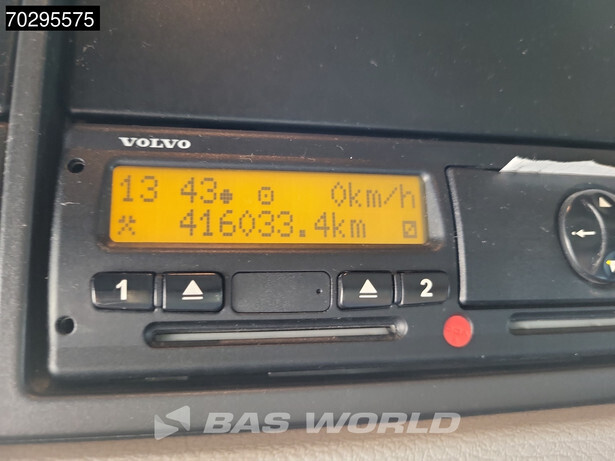 70295575
VOLVO
13 43 0km/h
416033.4km
1 2
BAS WORLD